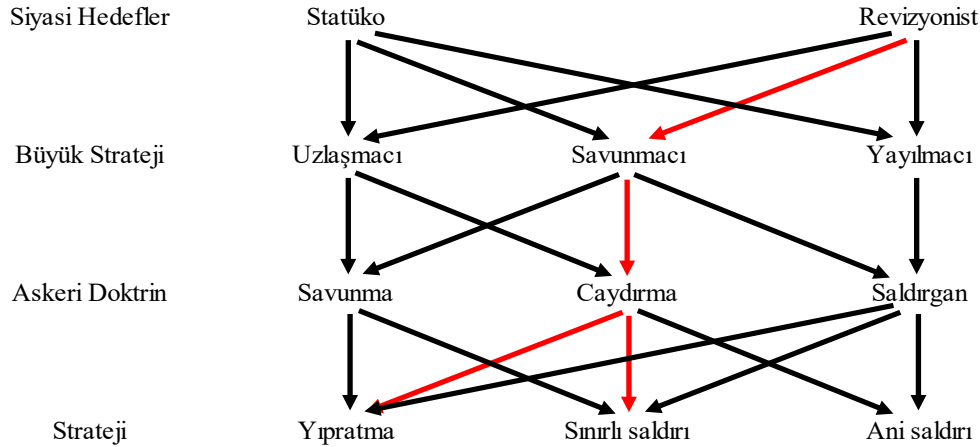 Siyasi Hedefler Statüko Revizyonist
Büyük Strateji Uzlaşmacı Savunmacı Yayılmacı
Askeri Doktrin Savunma Caydırma Saldırgan
Strateji Yıpratma Sınırlı saldırı Ani saldırı